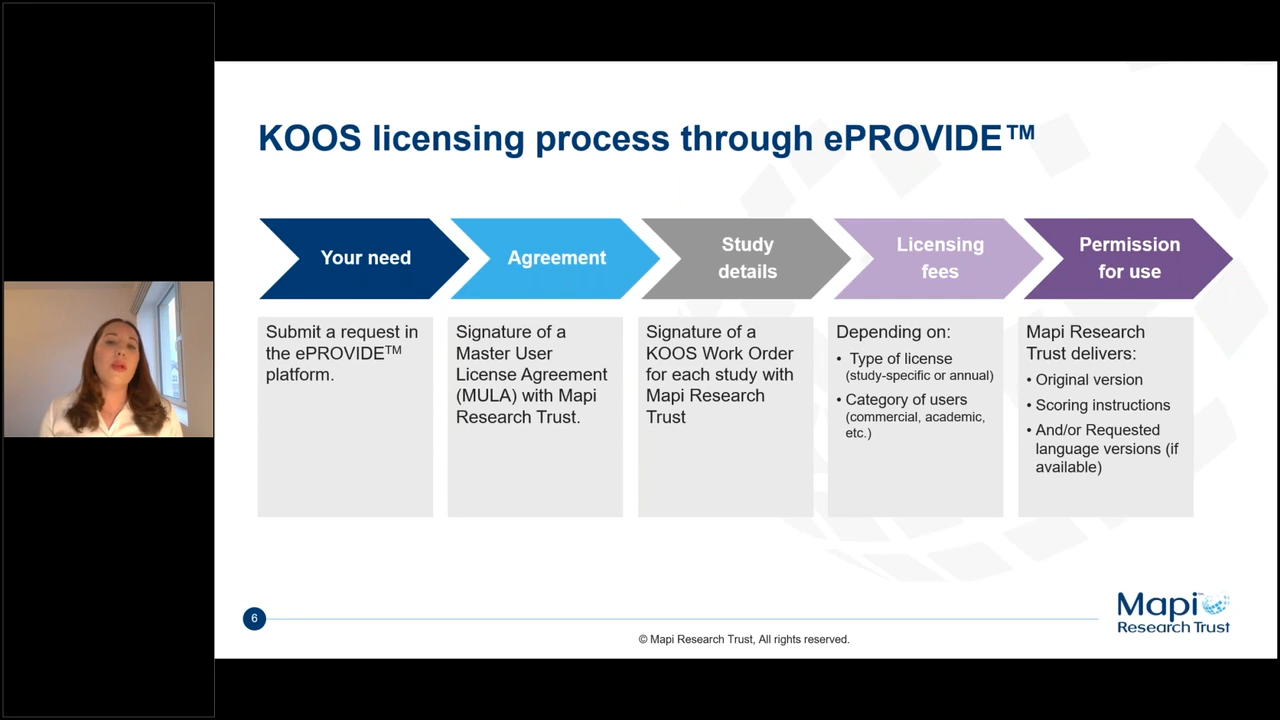 KOOS licensing process through ePROVIDE™
Your need
Agreement
Study
details
Licensing
fees
Permission
for use
Submit a request in
the ePROVIDE™
platform.
Signature of a
Master User
License Agreement
(MULA) with Mapi
Research Trust.
Signature of a
KOOS Work Order
for each study with
Mapi Research
Trust
Depending on:
• Type of license
(study-specific or annual)
• Category of users
(commercial, academic,
etc.)
Mapi Research
Trust delivers:
• Original version
• Scoring instructions
• And/or Requested
language versions (if
available)
6
© Mapi Research Trust, All rights reserved.
Mapi
Research Trust